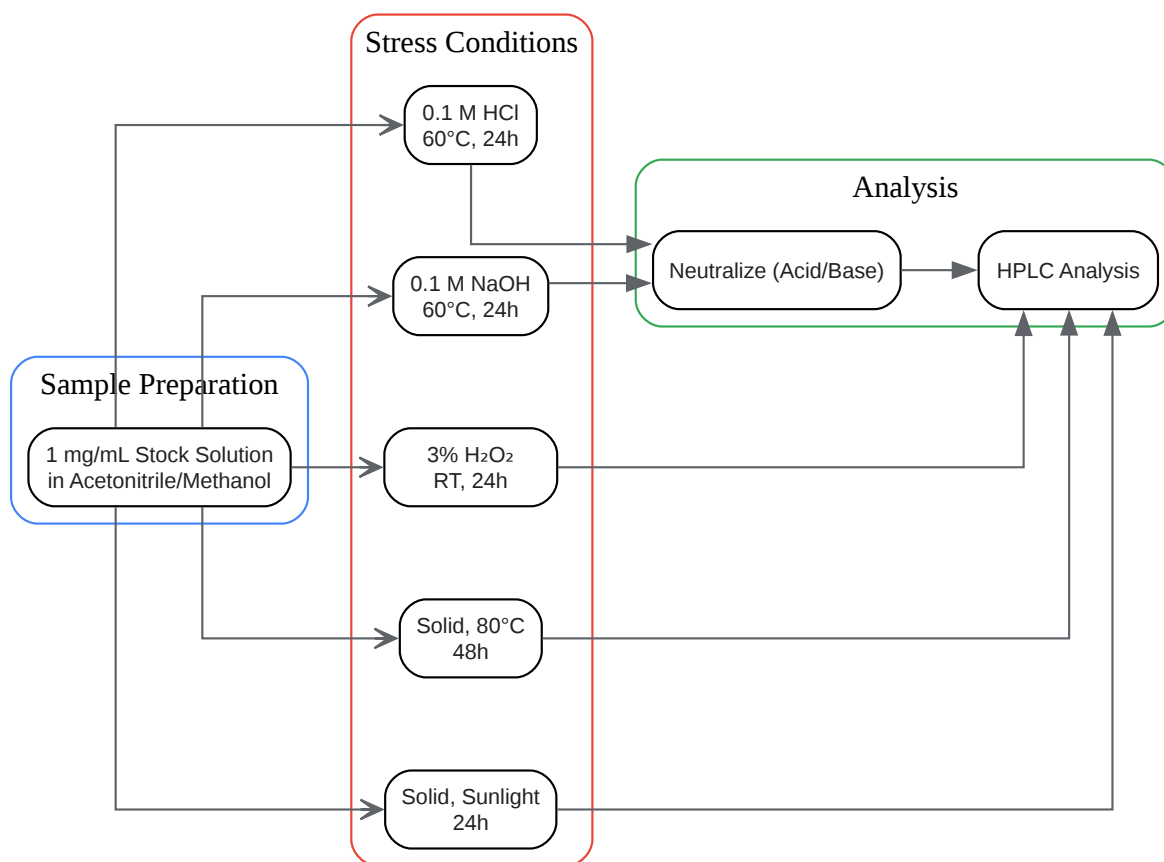 Stress Conditions
0.1 M HCl
60°C, 24h
Analysis
Neutralize (Acid/Base)
HPLC Analysis
0.1 M NaOH
60°C, 24h
Sample Preparation
1 mg/mL Stock Solution
in Acetonitrile/Methanol
3% H₂O₂
RT, 24h
Solid, 80°C
48h
Solid, Sunlight
24h